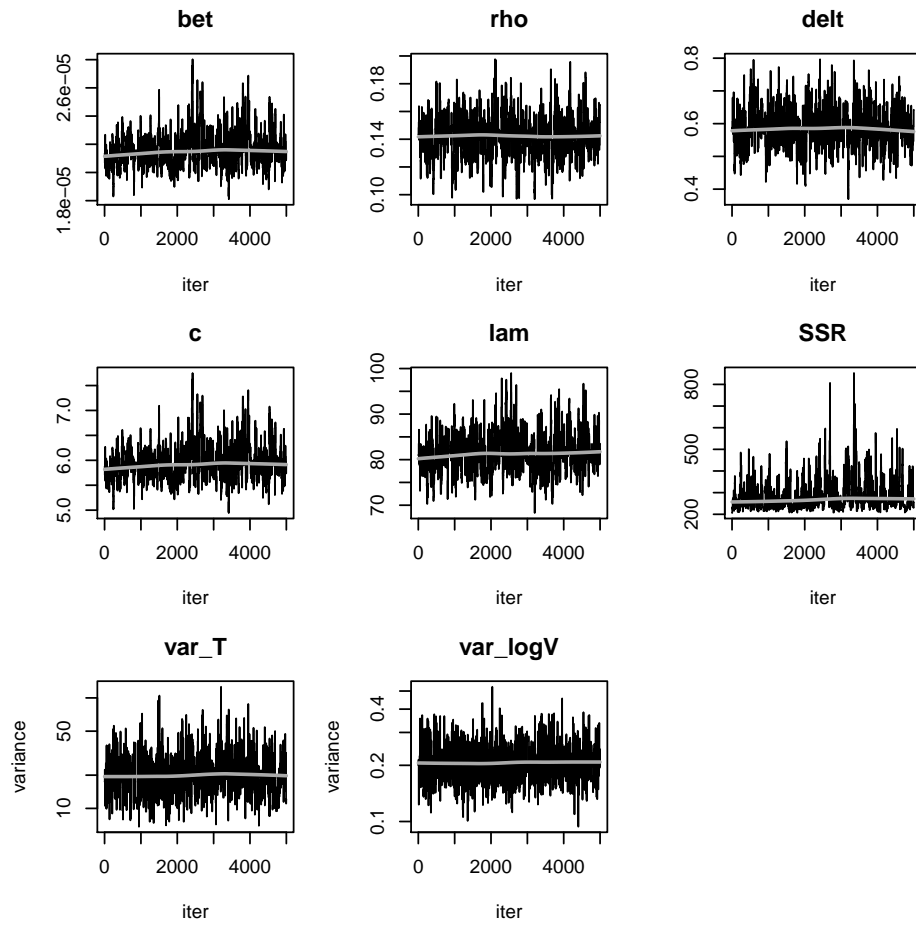 bet
rho
delt
1.8e−05 2.6e−05
0.10 0.14 0.18
0.4 0.6 0.8
0 2000 4000
0 2000 4000
0 2000 4000
iter
iter
iter
c
lam
SSR
5.0 6.0 7.0
70 80 90 100
200 500 800
0 2000 4000
0 2000 4000
0 2000 4000
iter
iter
iter
var_T
var_logV
variance
10 50
variance
0.1 0.2 0.4
0 2000 4000
0 2000 4000
iter
iter